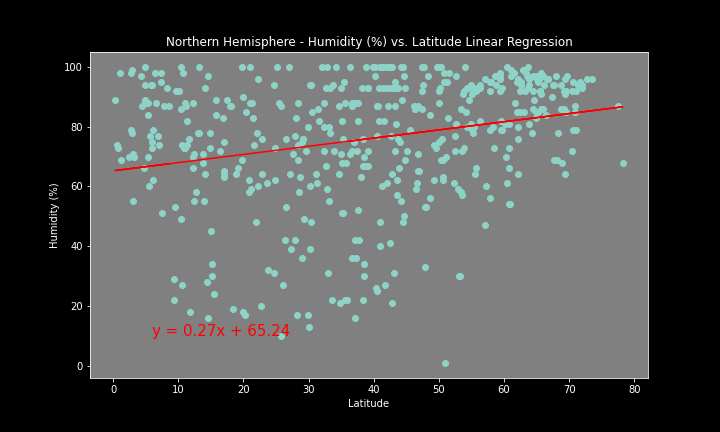 Northern Hemisphere - Humidity (%) vs. Latitude Linear Regression
100
80
60
40
20
0
Humidity (%)
y = 0.27x + 65.24
0 10 20 30 40 50 60 70 80
Latitude